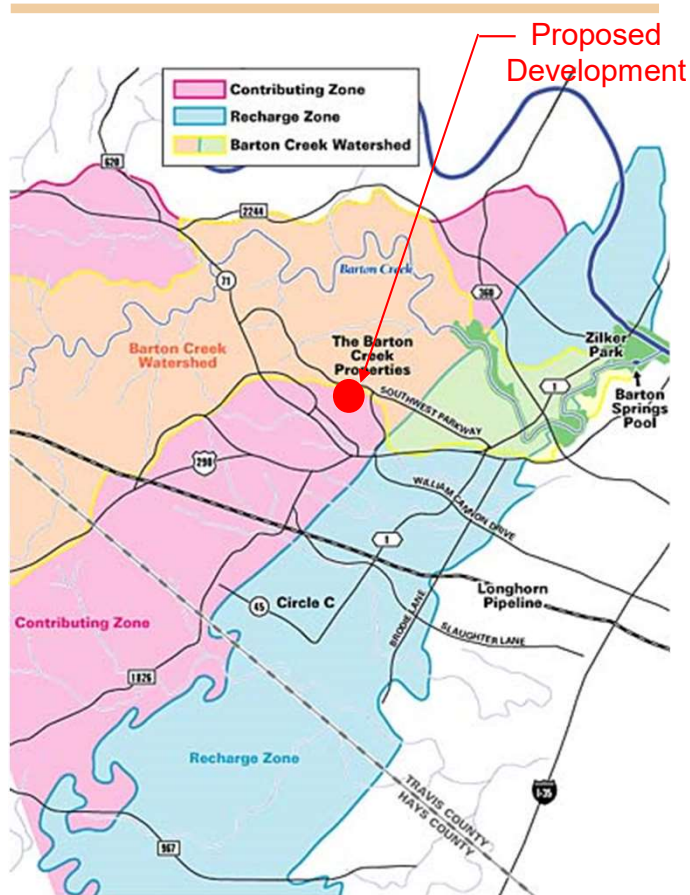 Proposed
Development
Contributing Zone
Recharge Zone
Barton Creek Watershed
620
2244
71
Barton Creek
360
Barton Creek
Watershed
The Barton
Creek
Properties
Zilker
Park
1
Barton
Springs
Pool
SOUTHWEST PARKWAY
290
WILLIAM CANNON DRIVE
1
Longhorn
Pipeline
45
Circle C
BRODIE LANE
SLAUGHTER LANE
Contributing Zone
1826
Recharge Zone
TRAVIS COUNTY
HAYS COUNTY
I-35
967